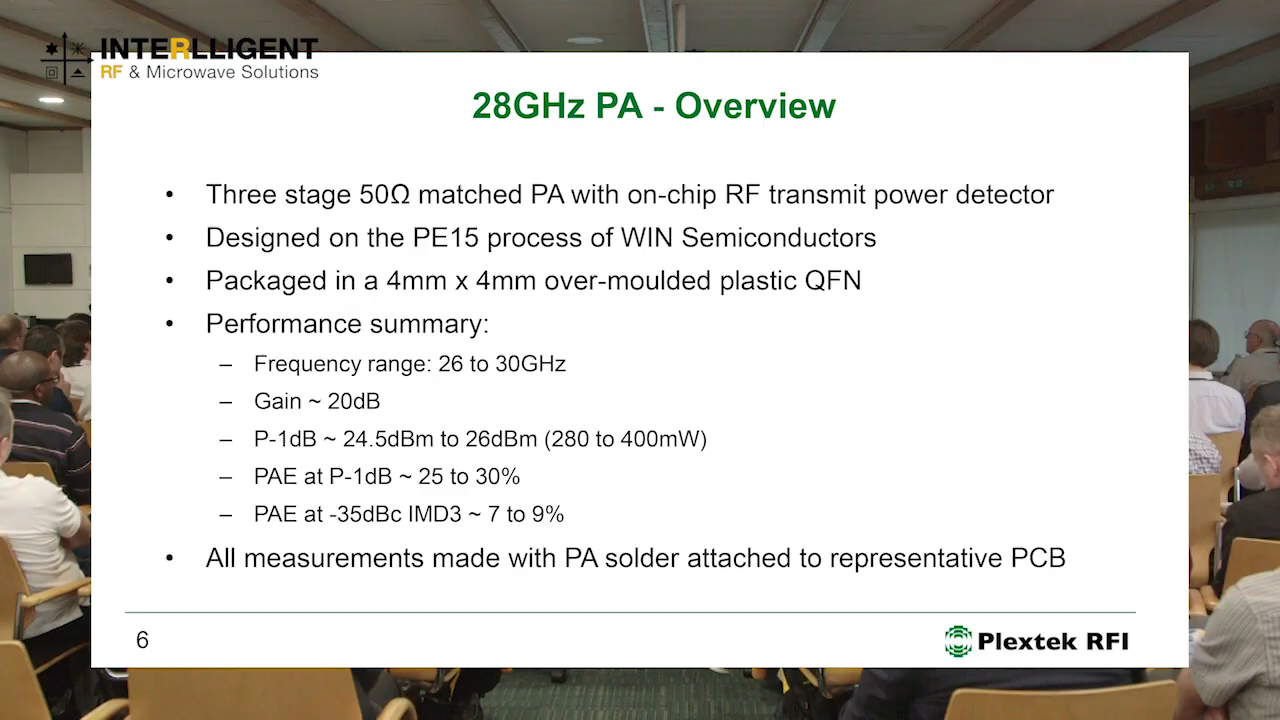 INTERLLIGENT
RF & Microwave Solutions
28GHz PA - Overview
• Three stage 50Ω matched PA with on-chip RF transmit power detector
• Designed on the PE15 process of WIN Semiconductors
• Packaged in a 4mm x 4mm over-moulded plastic QFN
• Performance summary:
– Frequency range: 26 to 30GHz
– Gain ~ 20dB
– P-1dB ~ 24.5dBm to 26dBm (280 to 400mW)
– PAE at P-1dB ~ 25 to 30%
– PAE at -35dBc IMD3 ~ 7 to 9%
• All measurements made with PA solder attached to representative PCB
6
Plextek RFI